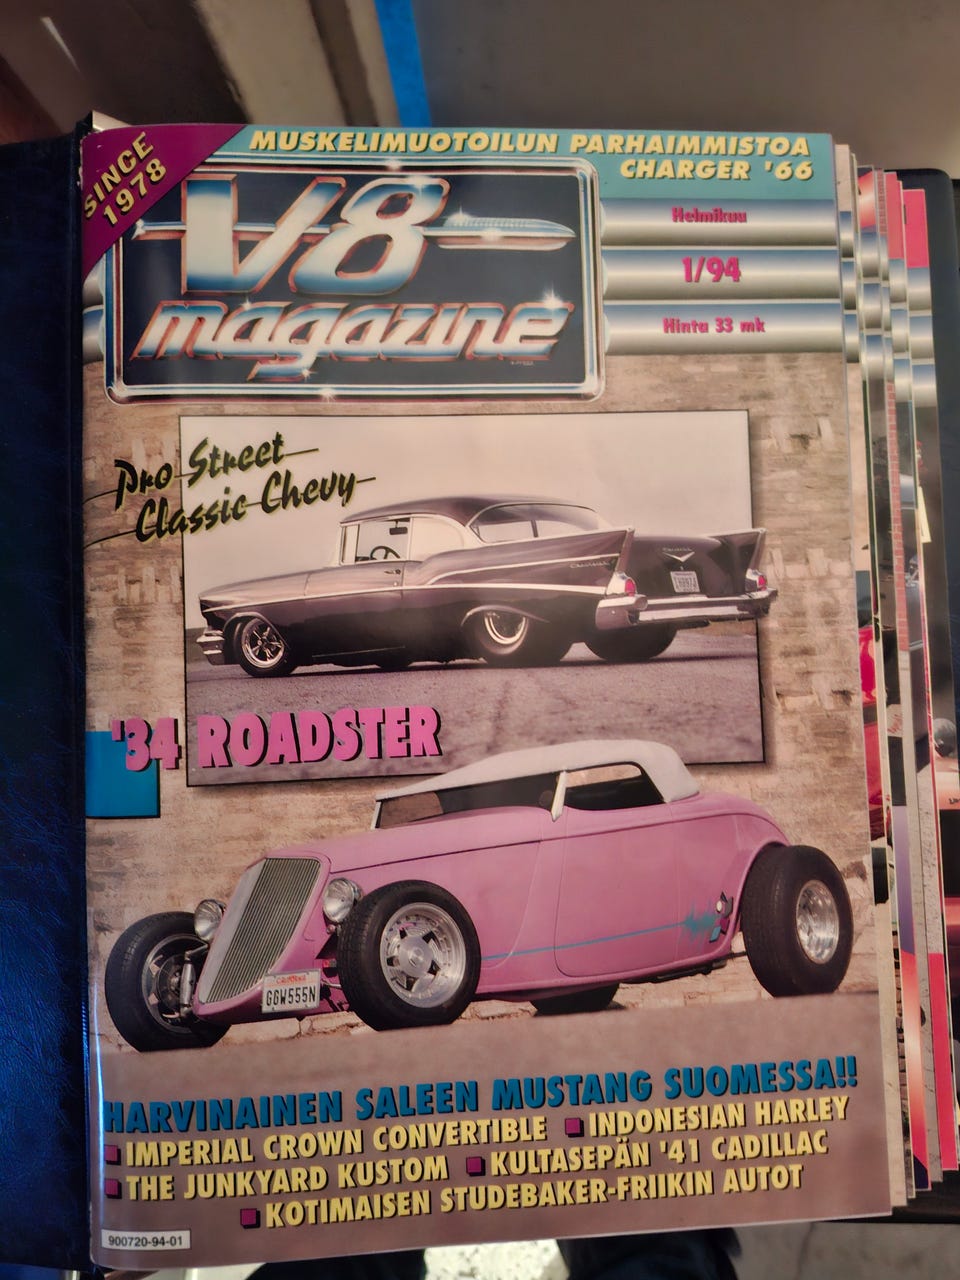 SINCE
1978
MUSKELIMUOTOILUN PARHAIMMISTOA
CHARGER '66
V8
magazine
Helmikuu
1/94
Hinta 33 mk
Pro Street
Classic Chevy
'34 ROADSTER
GGW555N
HARVINAINEN SALEEN MUSTANG SUOMESSA!!
IMPERIAL CROWN CONVERTIBLE ■ INDONESIAN HARLEY
■ THE JUNKYARD KUSTOM ■ KULTASEPÄN '41 CADILLAC
■ KOTIMAISEN STUDEBAKER-FRIIKIN AUTOT
900720-94-01